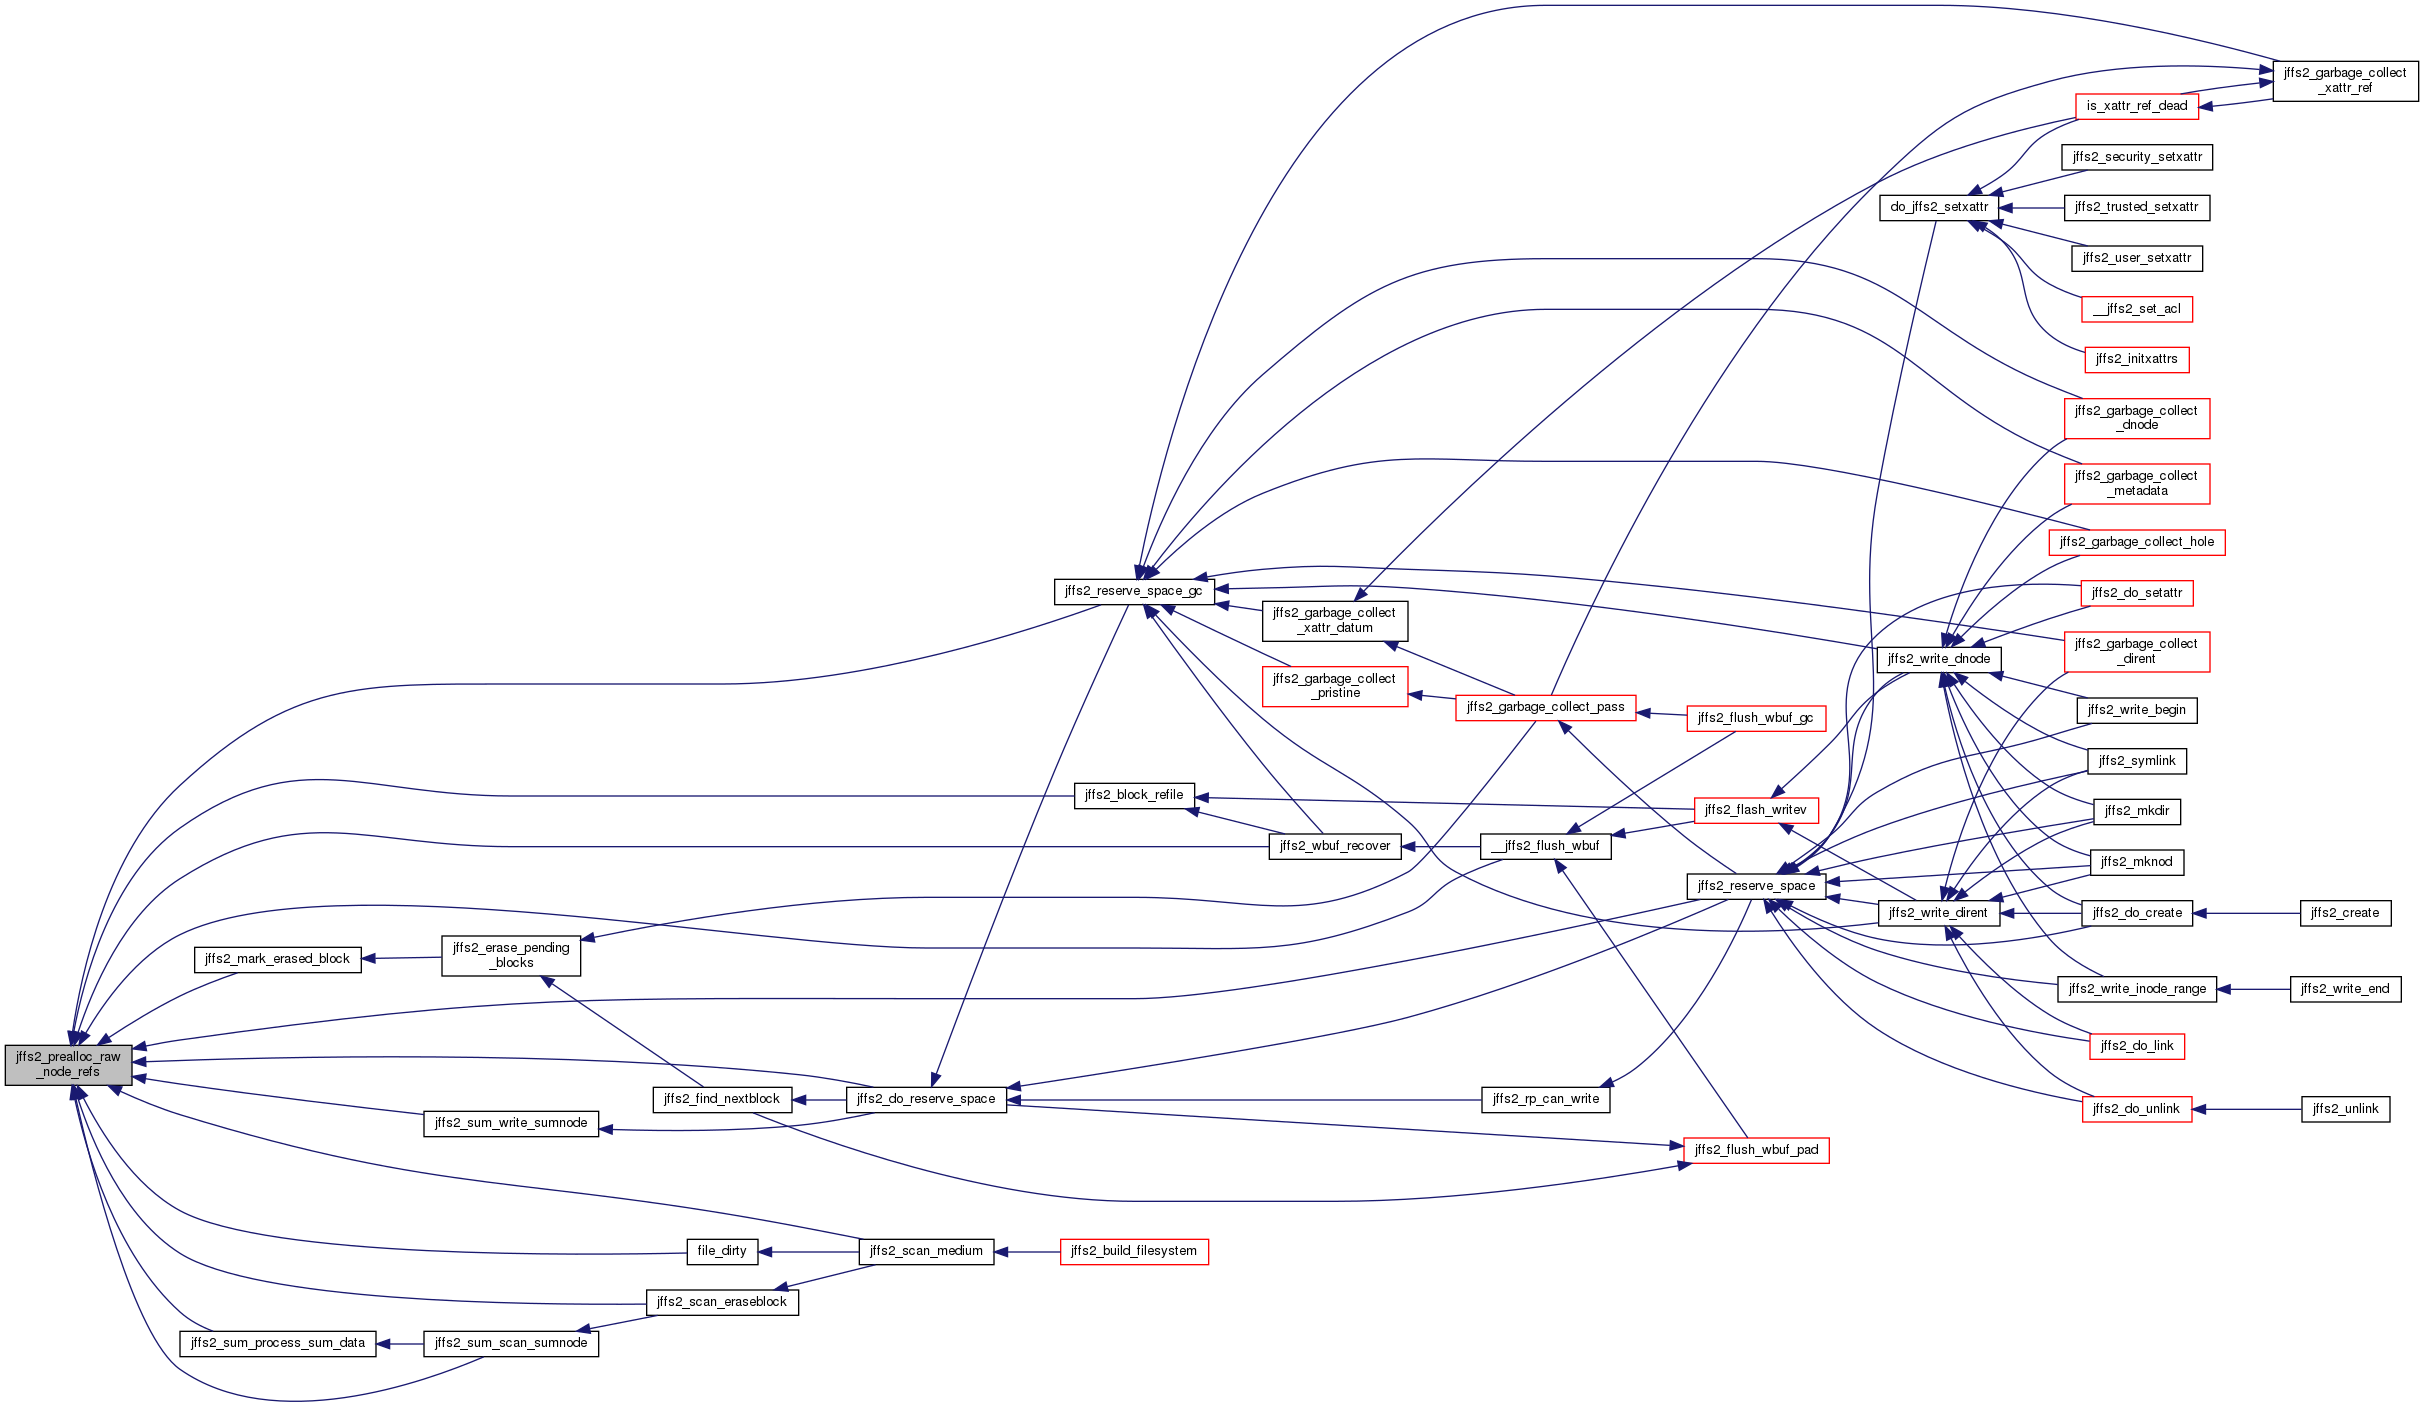 jffs2_garbage_collect
_xattr_ref
is_xattr_ref_dead
jffs2_security_setxattr
do_jffs2_setxattr
jffs2_trusted_setxattr
jffs2_user_setxattr
__jffs2_set_acl
jffs2_initxattrs
jffs2_garbage_collect
_dnode
jffs2_garbage_collect
_metadata
jffs2_garbage_collect_hole
jffs2_reserve_space_gc
jffs2_do_setattr
jffs2_garbage_collect
_xattr_datum
jffs2_garbage_collect
_dirent
jffs2_write_dnode
jffs2_garbage_collect
_pristine
jffs2_garbage_collect_pass
jffs2_flush_wbuf_gc
jffs2_write_begin
jffs2_symlink
jffs2_block_refile
jffs2_flash_writev
jffs2_mkdir
jffs2_wbuf_recover
__jffs2_flush_wbuf
jffs2_mknod
jffs2_reserve_space
jffs2_write_dirent
jffs2_do_create
jffs2_create
jffs2_mark_erased_block
jffs2_erase_pending
_blocks
jffs2_write_inode_range
jffs2_write_end
jffs2_do_link
jffs2_prealloc_raw
_node_refs
jffs2_find_nextblock
jffs2_do_reserve_space
jffs2_rp_can_write
jffs2_do_unlink
jffs2_unlink
jffs2_sum_write_sumnode
jffs2_flush_wbuf_pad
file_dirty
jffs2_scan_medium
jffs2_build_filesystem
jffs2_scan_eraseblock
jffs2_sum_process_sum_data
jffs2_sum_scan_sumnode